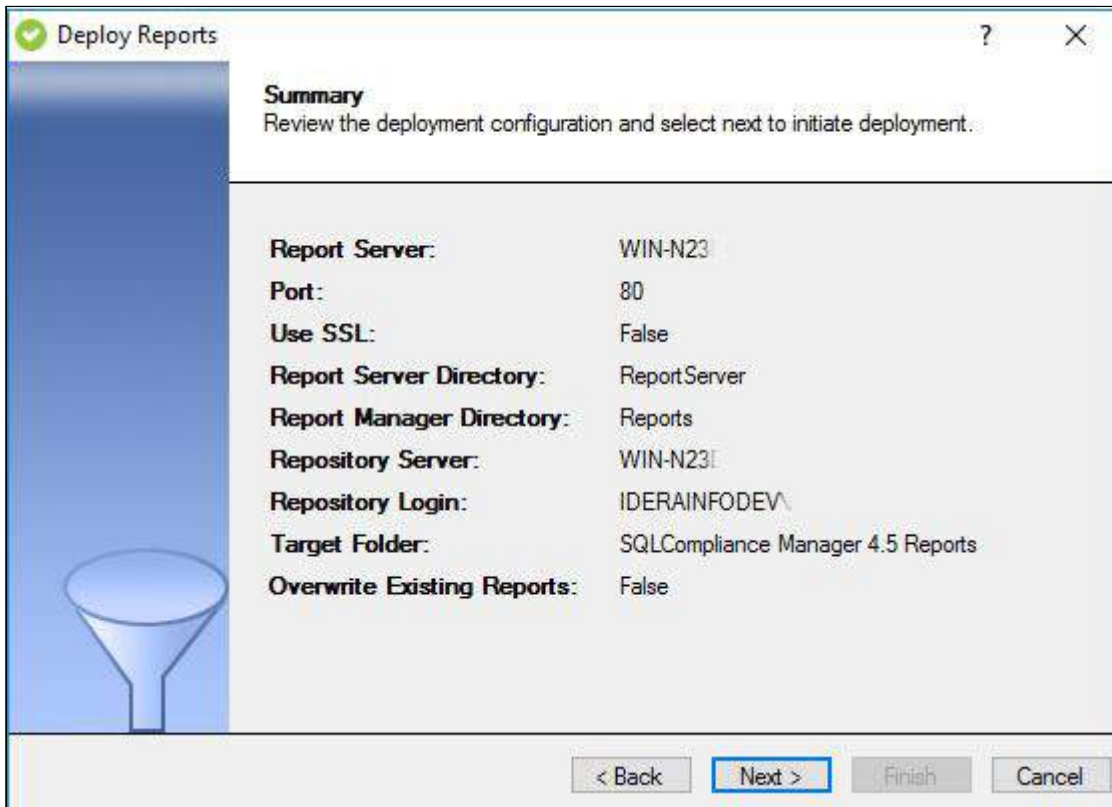 Deploy Reports
?
Summary
Review the deployment configuration and select next to initiate deployment.
Report Server: WIN-N23
Port: 80
Use SSL: False
Report Server Directory: ReportServer
Report Manager Directory: Reports
Repository Server: WIN-N23
Repository Login: IDERAINFODEV\
Target Folder: SQLCompliance Manager 4.5 Reports
Overwrite Existing Reports: False
< Back Next > Finish Cancel